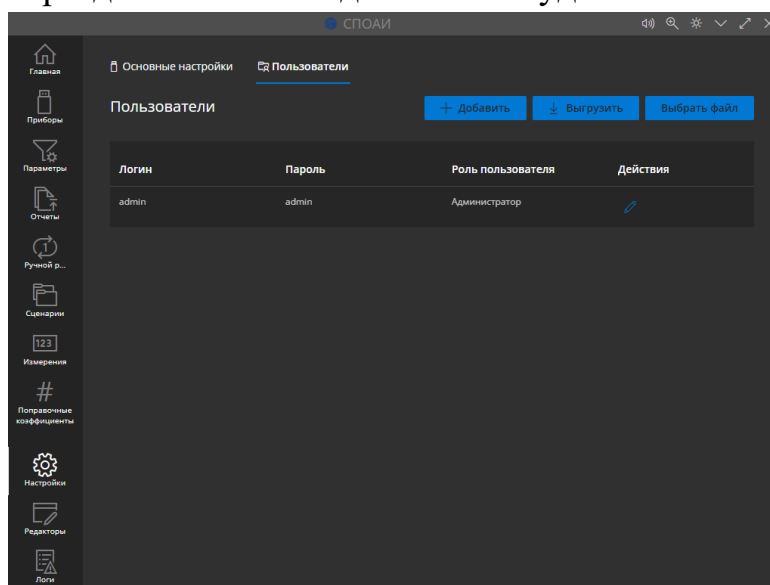 СПОАИ
Главная
Приборы
Параметры
Отчеты
Ручной р...
Сценарии
123
Измерения
Поправочные
коэффициенты
Настройки
Редакторы
Логи
Основные настройки Пользователи
Пользователи
+ Добавить Выгрузить Выбрать файл
Логин Пароль Роль пользователя Действия
admin admin Администратор